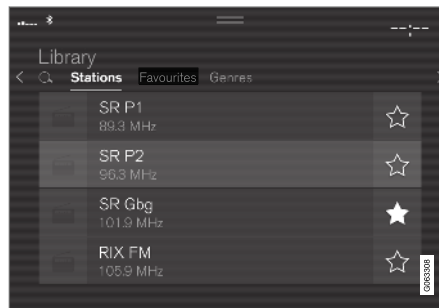 --:--
Library
Stations Favourites Genres
SR P1
89.3 MHz
SR P2
96.3 MHz
SR Gbg
101.9 MHz
RIX FM
105.9 MHz
G063308